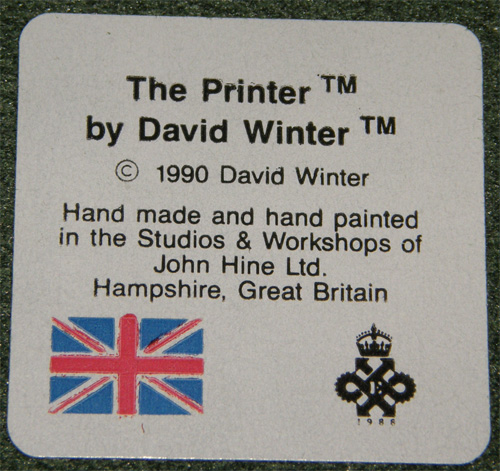 The Printer ™
by David Winter ™
© 1990 David Winter
Hand made and hand painted
in the Studios & Workshops of
John Hine Ltd.
Hampshire, Great Britain
1988